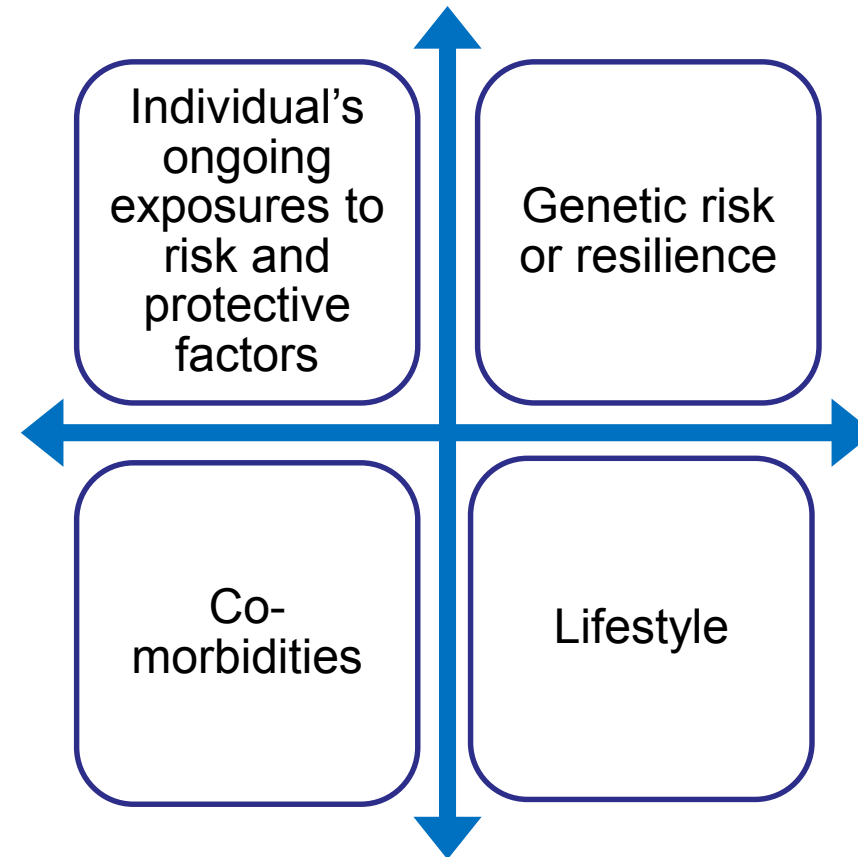 Individual’s
ongoing
exposures to
risk and
protective
factors
Genetic risk
or resilience
Co-
morbidities
Lifestyle